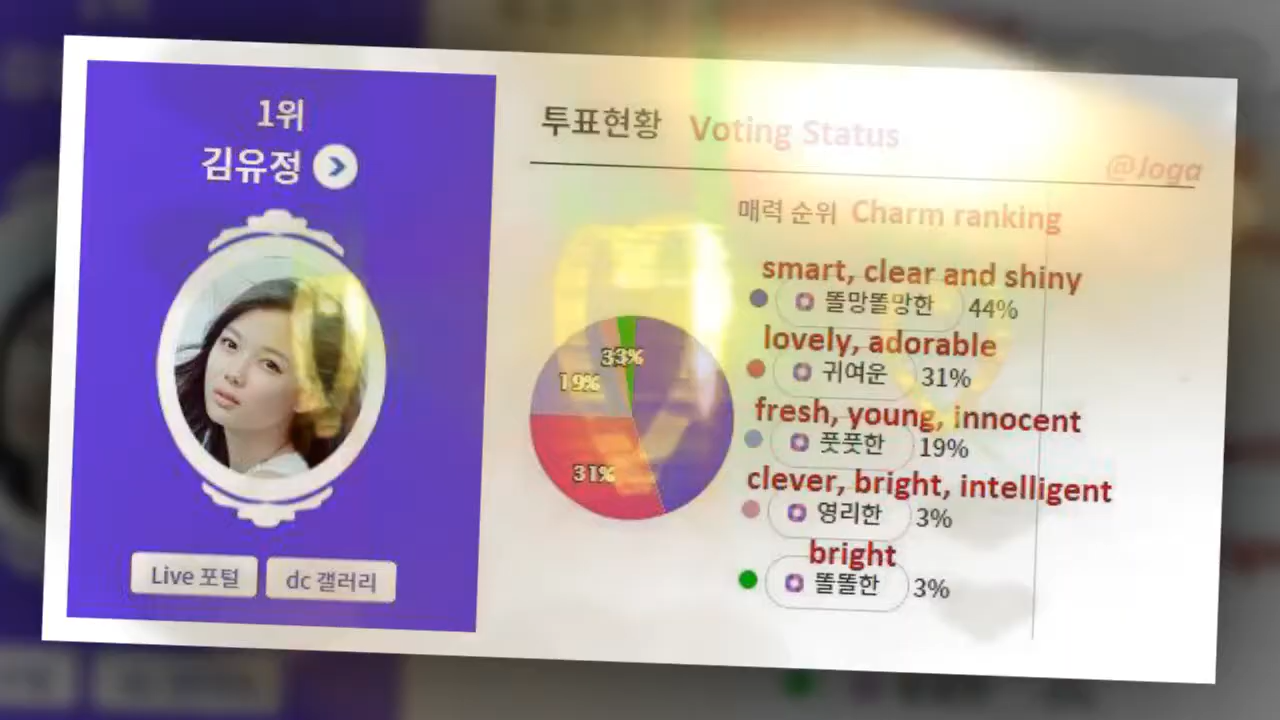 1위
김유정
Live 포털
dc 갤러리
투표현황 Voting Status
@Joga
매력 순위 Charm ranking
smart, clear and shiny
똘망똘망한 44%
lovely, adorable
귀여운 31%
fresh, young, innocent
풋풋한 19%
clever, bright, intelligent
영리한 3%
bright
똘똘한 3%
33%
19%
31%